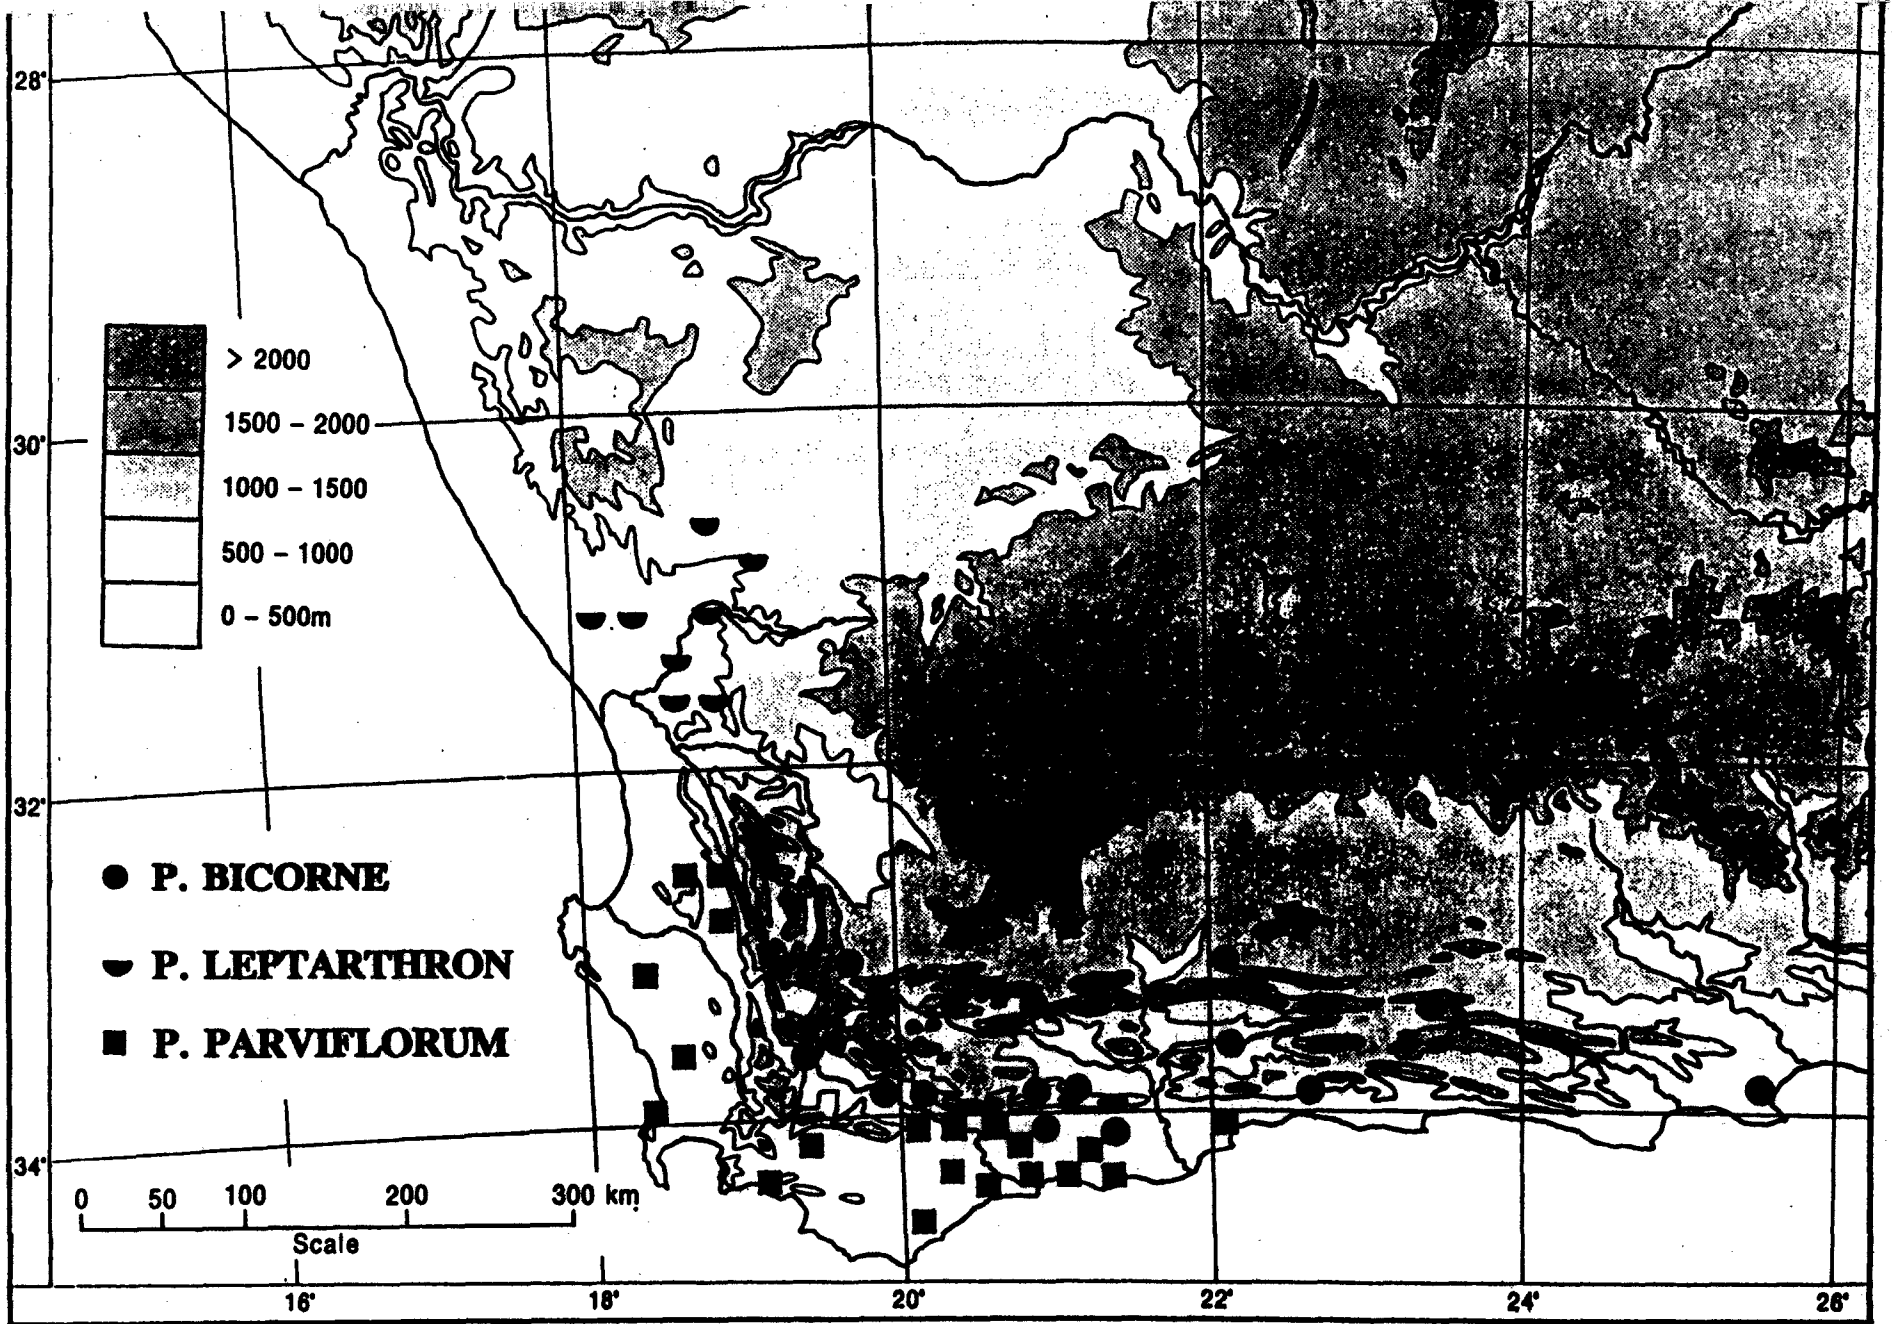 28°
> 2000
1500 – 2000
30°
1000 – 1500
500 – 1000
0 – 500m
32°
P. BICORNE
P. LEPTARTHRON
P. PARVIFLORUM
34°
0 50 100 200 300 km
Scale
16° 18° 20° 22° 24° 26°